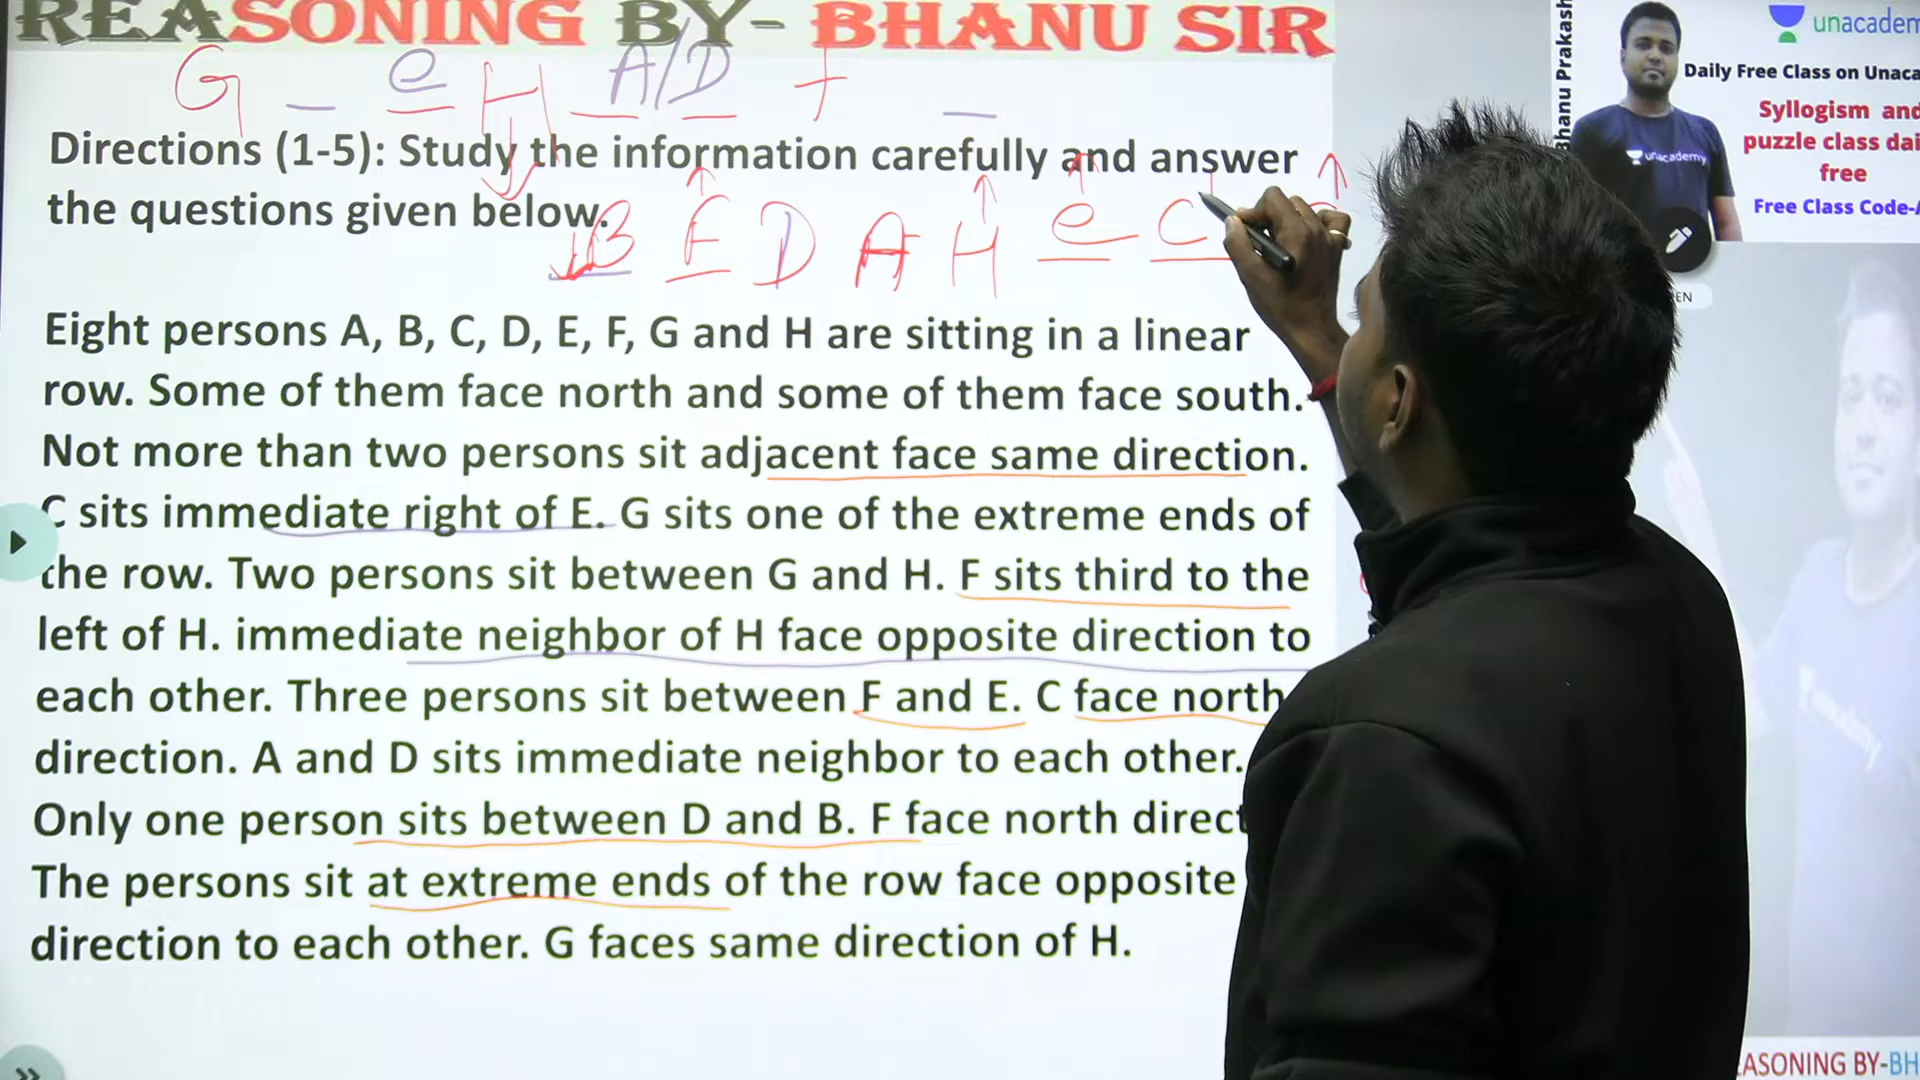 REASONING BY- BHANU SIR
G _ e H A/D F _
Directions (1-5): Study the information carefully and answer
the questions given below.
B F D A H e C
Eight persons A, B, C, D, E, F, G and H are sitting in a linear
row. Some of them face north and some of them face south.
Not more than two persons sit adjacent face same direction.
C sits immediate right of E. G sits one of the extreme ends of
the row. Two persons sit between G and H. F sits third to the
left of H. immediate neighbor of H face opposite direction to
each other. Three persons sit between F and E. C face north
direction. A and D sits immediate neighbor to each other.
Only one person sits between D and B. F face north direct
The persons sit at extreme ends of the row face opposite
direction to each other. G faces same direction of H.
Bhanu Prakash
unacadem
Daily Free Class on Unaca
Syllogism and
puzzle class dai
free
Free Class Code-
unacademy
EN
EASONING BY-BH